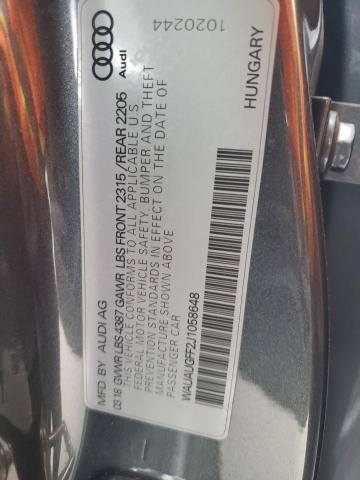 MFD. BY AUDI AG
03.18 GVWR LBS 4387 GAWR LBS FRONT 2315 /REAR 2205
THIS VEHICLE CONFORMS TO ALL APPLICABLE U S
FEDERAL MOTOR VEHICLE SAFETY, BUMPER AND THEFT
PREVENTION STANDARDS IN EFFECT ON THE DATE OF
MANUFACTURE SHOWN ABOVE
PASSENGER CAR
WAUAUGFF2J1058648
HUNGARY
Audi
1020244